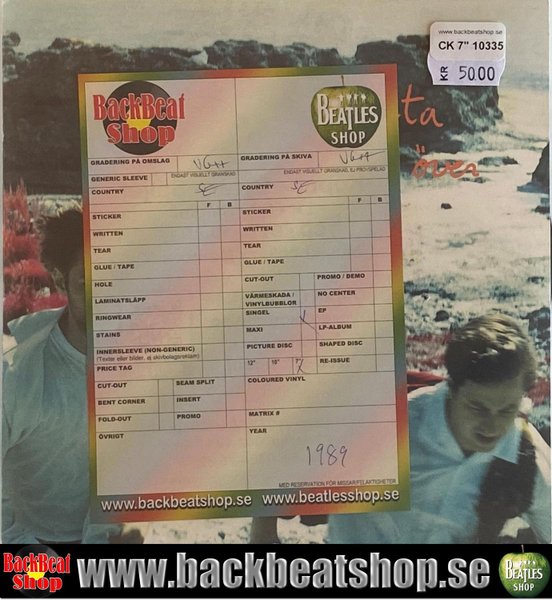 www.backbeatshop.se
CK 7" 10335
KR 5000
BackBeat
Shop
BEATLES
SHOP
ta
över
GRADERING PÅ OMSLAG VG++
GRADERING PÅ SKIVA VG++
GENERIC SLEEVE
ENDAST VISUELLT GRANSKAD
ENDAST VISUELLT GRANSKAD, EJ PROVSPELAD
COUNTRY SE
COUNTRY SE
F B
F B
STICKER
STICKER
WRITTEN
WRITTEN
TEAR
TEAR
GLUE / TAPE
GLUE / TAPE
HOLE
CUT-OUT
PROMO / DEMO
LAMINATSLÄPP
VÄRMESKADA /
VINYLBUBBLOR
NO CENTER
RINGWEAR
SINGEL
EP
STAINS
MAXI
LP-ALBUM
INNERSLEEVE (NON-GENERIC)
(Texter eller bilder, ej skivbolagsreklam)
PICTURE DISC
SHAPED DISC
PRICE TAG
12" 10" 7"
RE-ISSUE
CUT-OUT
SEAM SPLIT
COLOURED VINYL
BENT CORNER
INSERT
FOLD-OUT
PROMO
MATRIX #
ÖVRIGT
YEAR
1989
MED RESERVATION FÖR MISSAR/FELAKTIGHETER
www.backbeatshop.se www.beatlesshop.se
BackBeat
Shop
www.backbeatshop.se
BEATLES
SHOP